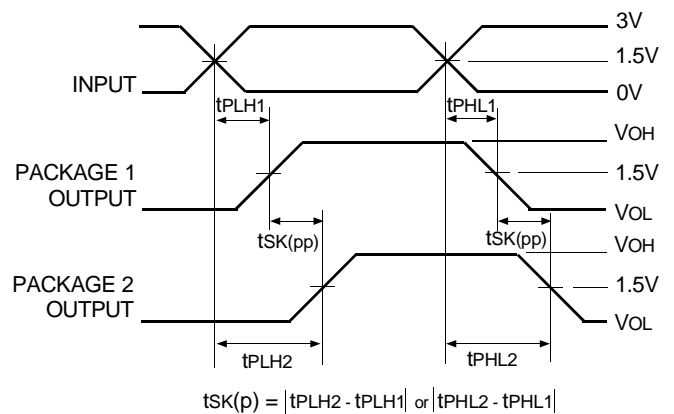 3V
1.5V
INPUT
0V
tPLH1
tPHL1
VOH
PACKAGE 1
OUTPUT
1.5V
VOL
tSK(pp)
tSK(pp)
VOH
PACKAGE 2
OUTPUT
1.5V
VOL
tPLH2
tPHL2
tSK(p) = |tPLH2 - tPLH1| or |tPHL2 - tPHL1|